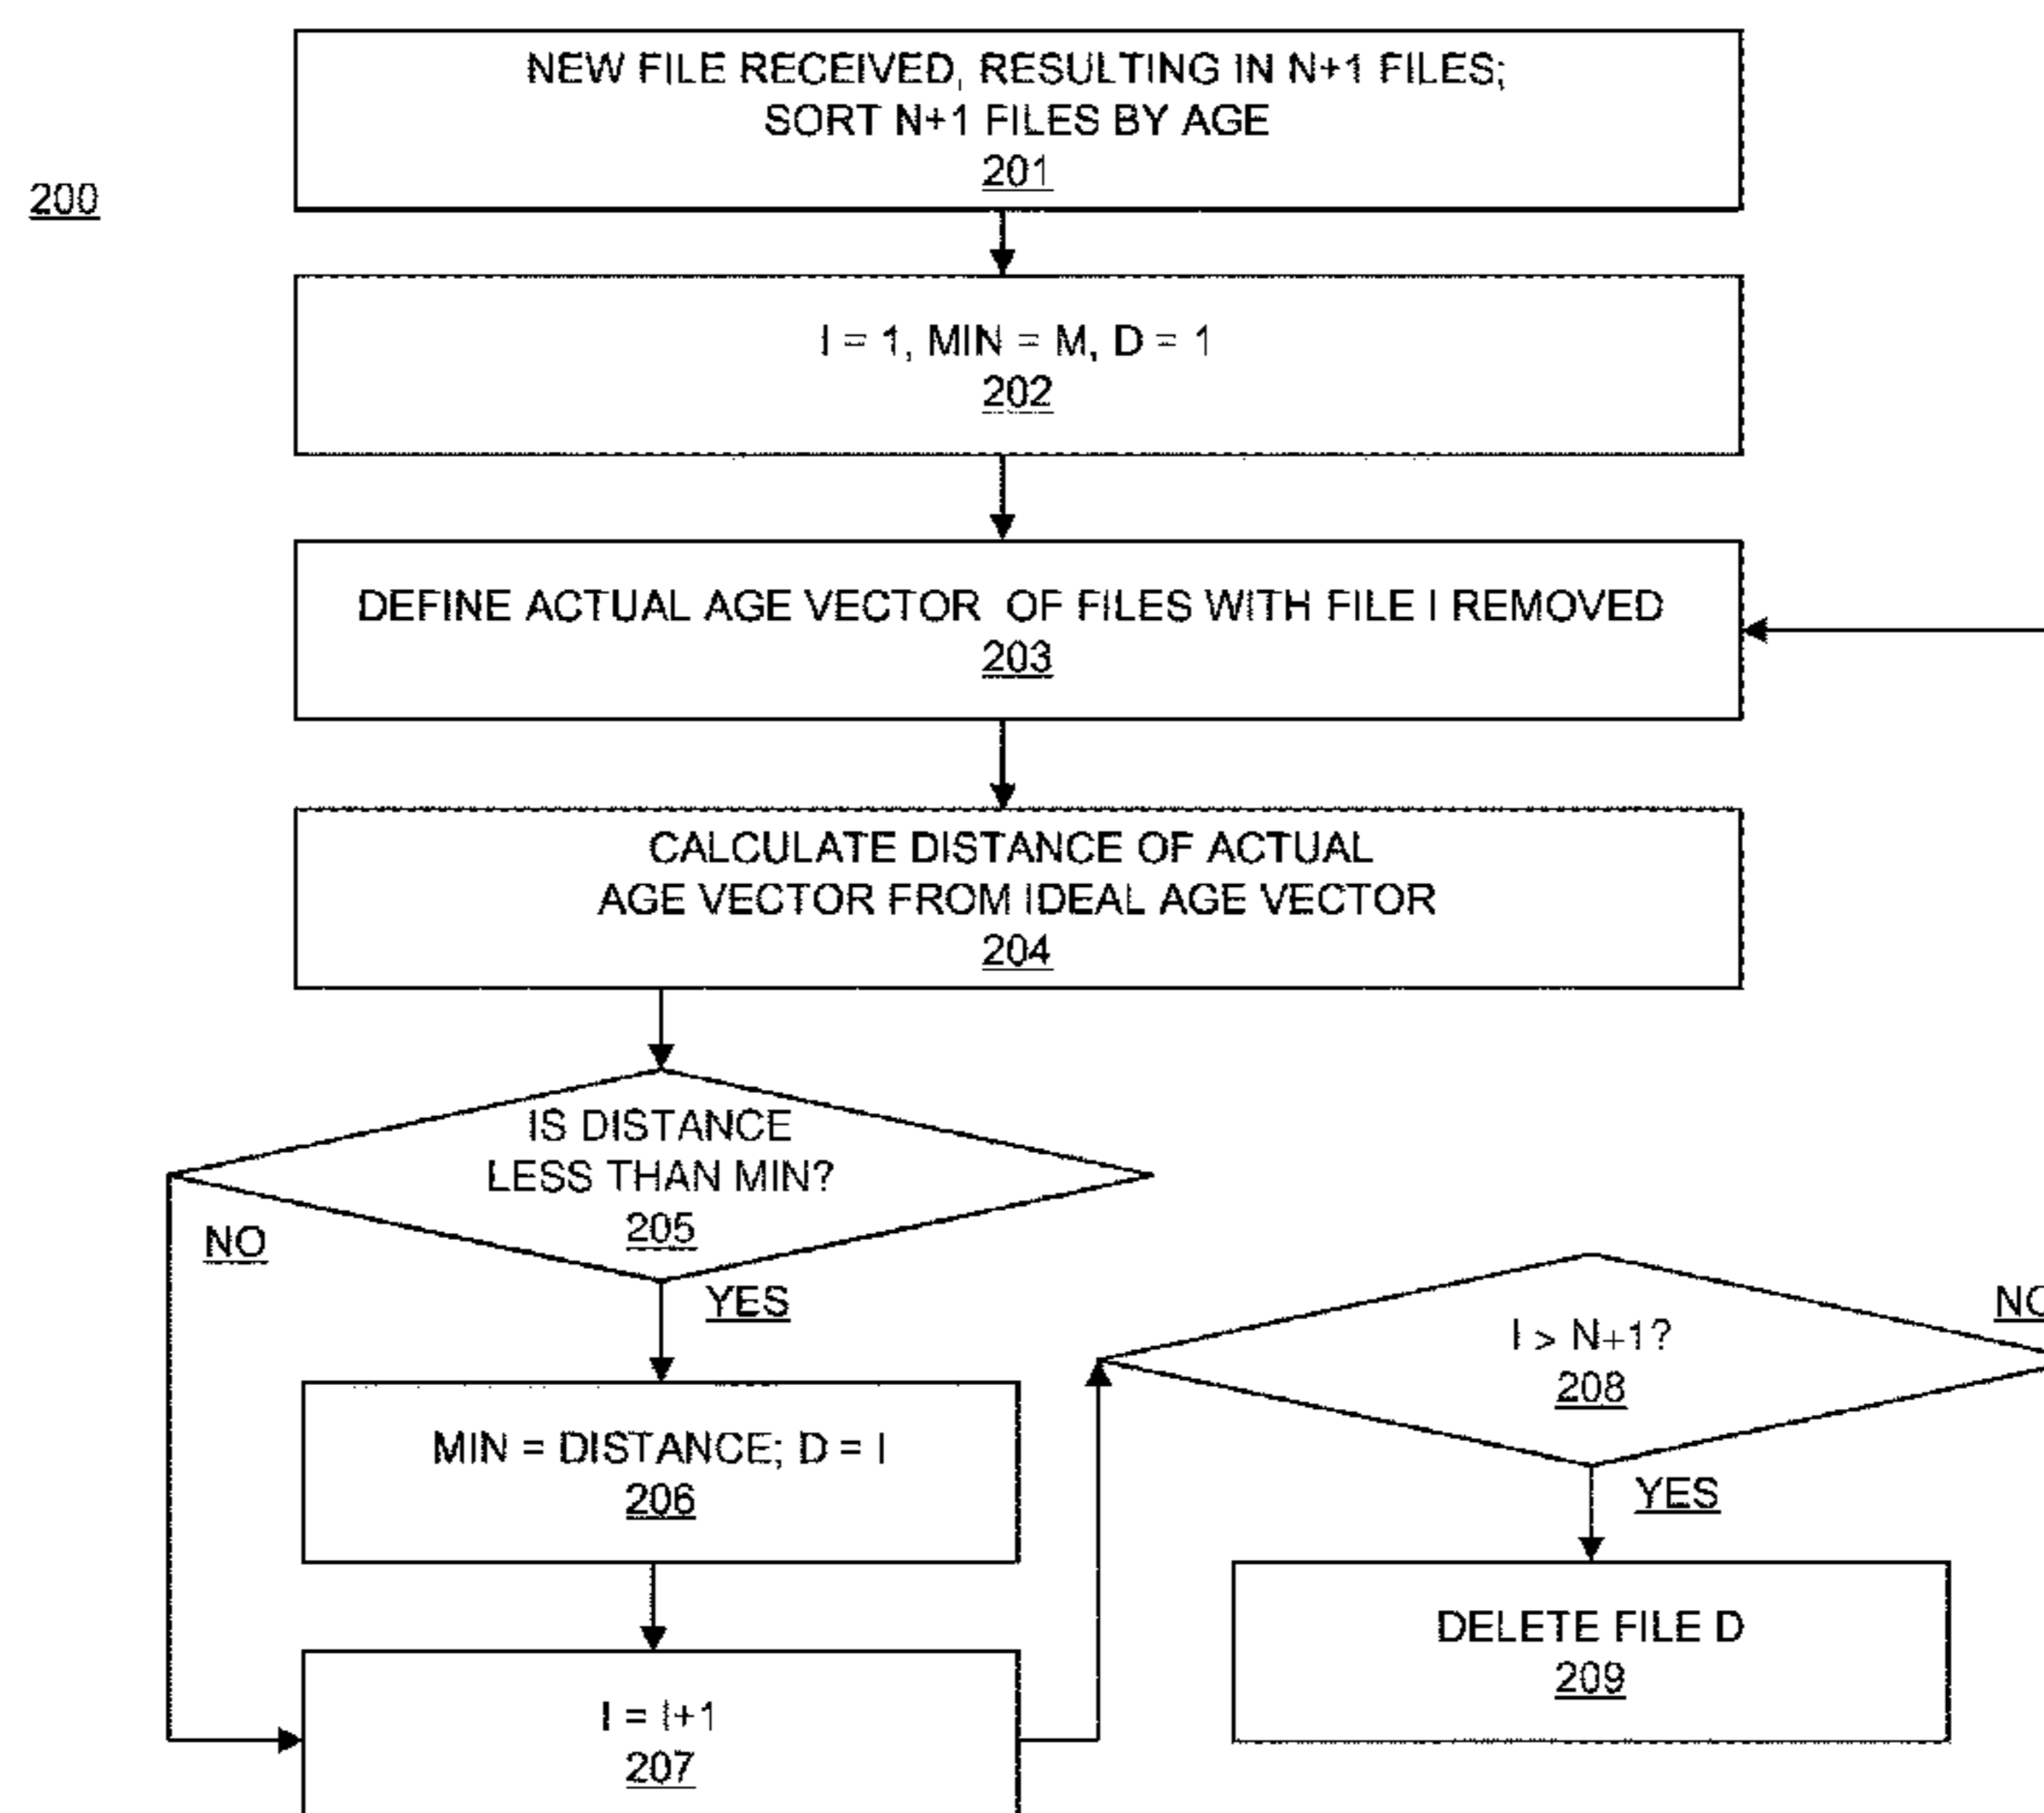 200
NEW FILE RECEIVED, RESULTING IN N+1 FILES;
SORT N+1 FILES BY AGE
201
I = 1, MIN = M, D = 1
202
DEFINE ACTUAL AGE VECTOR OF FILES WITH FILE I REMOVED
203
CALCULATE DISTANCE OF ACTUAL
AGE VECTOR FROM IDEAL AGE VECTOR
204
IS DISTANCE
LESS THAN MIN?
205
NO
YES
MIN = DISTANCE; D = I
206
I = I+1
207
I > N+1?
208
NO
YES
DELETE FILE D
209